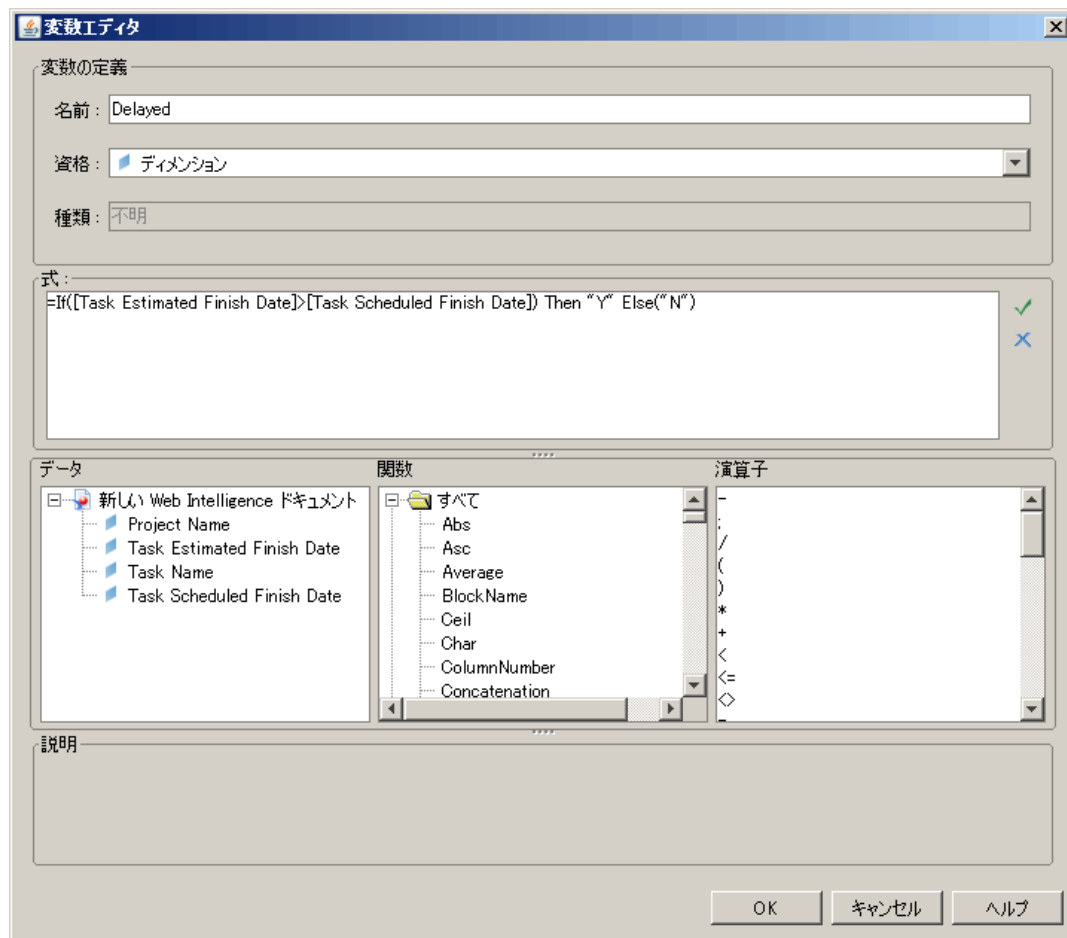 変数エディタ
変数の定義
名前 : Delayed
資格 : ディメンション
種類 : 不明
式 :
=If([Task Estimated Finish Date]>[Task Scheduled Finish Date]) Then "Y" Else("N")
データ
新しい Web Intelligence ドキュメント
Project Name
Task Estimated Finish Date
Task Name
Task Scheduled Finish Date
関数
すべて
Abs
Asc
Average
BlockName
Ceil
Char
ColumnNumber
Concatenation
演算子
-
;
/
(
)
*
+
<
<=
<>
説明
OK
キャンセル
ヘルプ